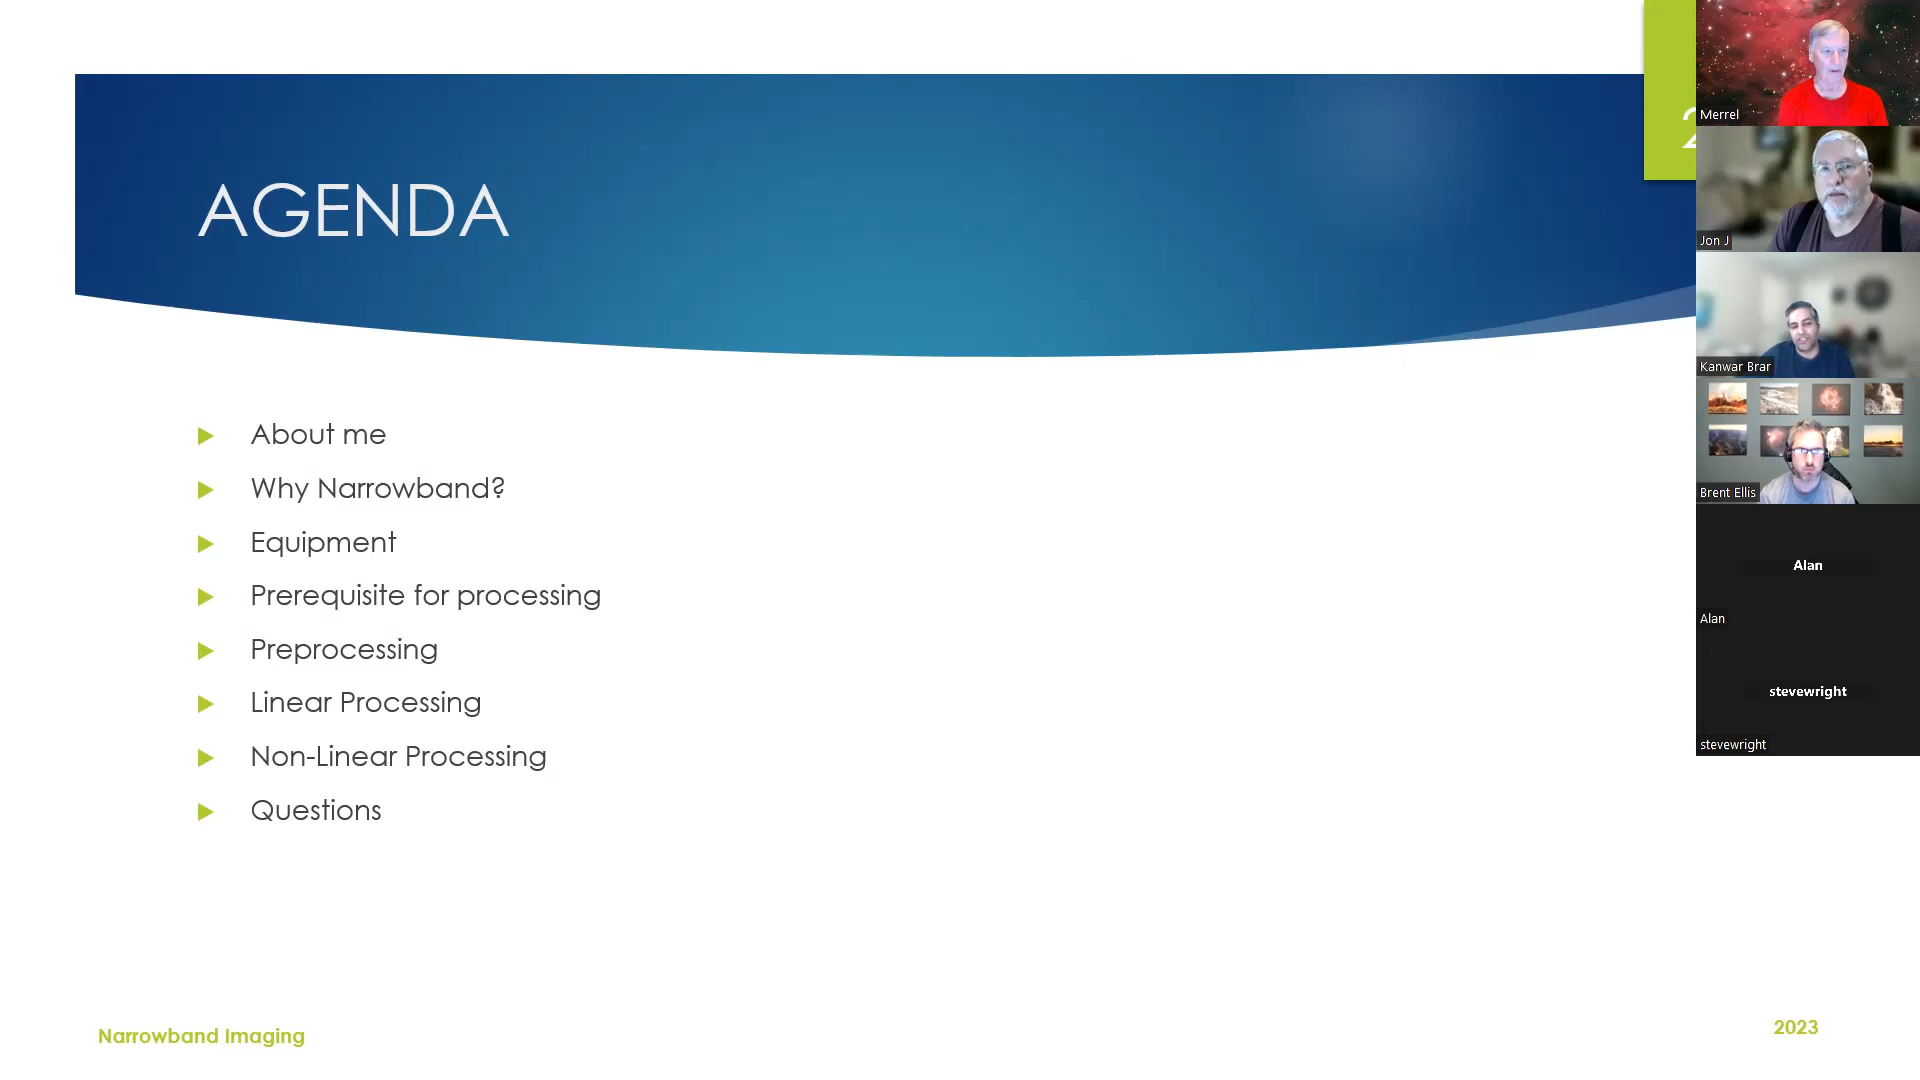 AGENDA
2
About me
Why Narrowband?
Equipment
Prerequisite for processing
Preprocessing
Linear Processing
Non-Linear Processing
Questions
Narrowband Imaging
2023
Merrel
Jon J
Kanwar Brar
Brent Ellis
Alan
Alan
stevewright
stevewright